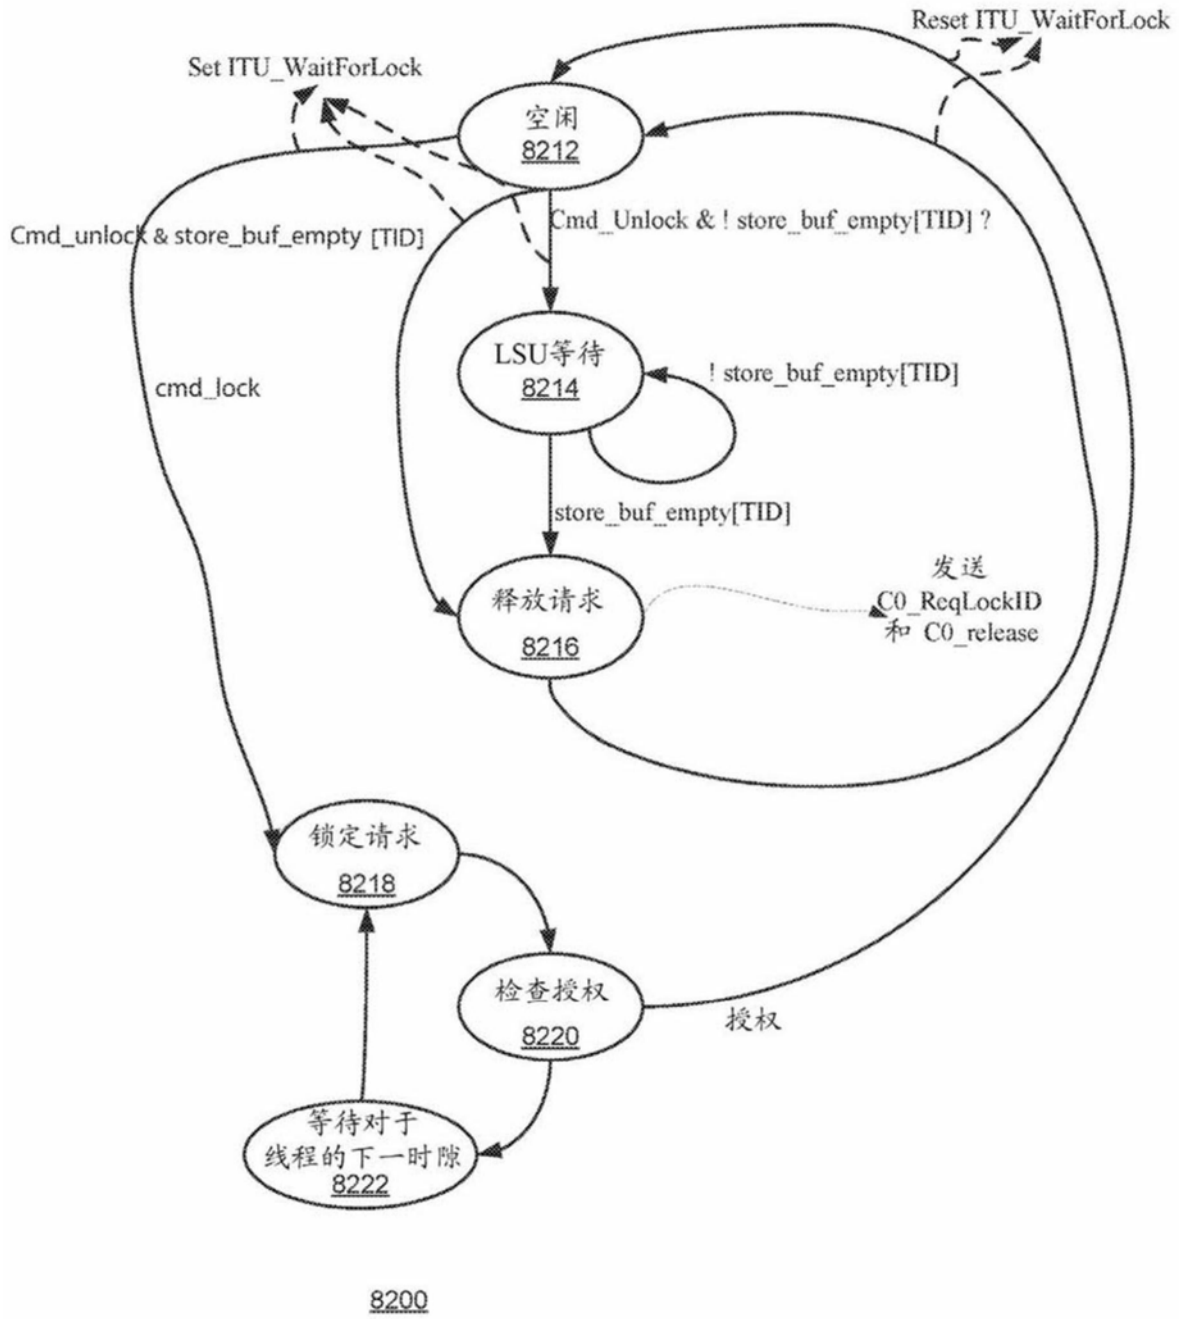 Reset ITU_WaitForLock
Set ITU_WaitForLock
空闲
8212
Cmd_Unlock & ! store_buf_empty[TID] ?
Cmd_unlock & store_buf_empty [TID]
LSU等待
8214
! store_buf_empty[TID]
cmd_lock
store_buf_empty[TID]
释放请求
8216
发送
C0_ReqLockID
和 C0_release
锁定请求
8218
检查授权
8220
授权
等待对于
线程的下一时隙
8222
8200